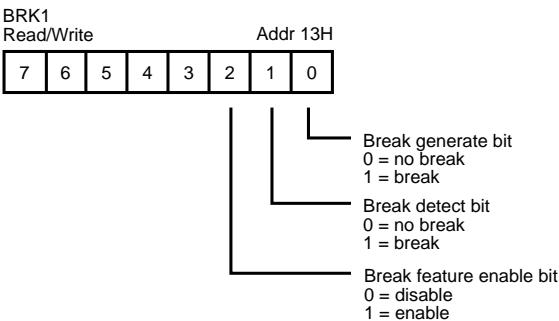 BRK1
Read/Write Addr 13H
7 6 5 4 3 2 1 0
Break generate bit
0 = no break
1 = break
Break detect bit
0 = no break
1 = break
Break feature enable bit
0 = disable
1 = enable